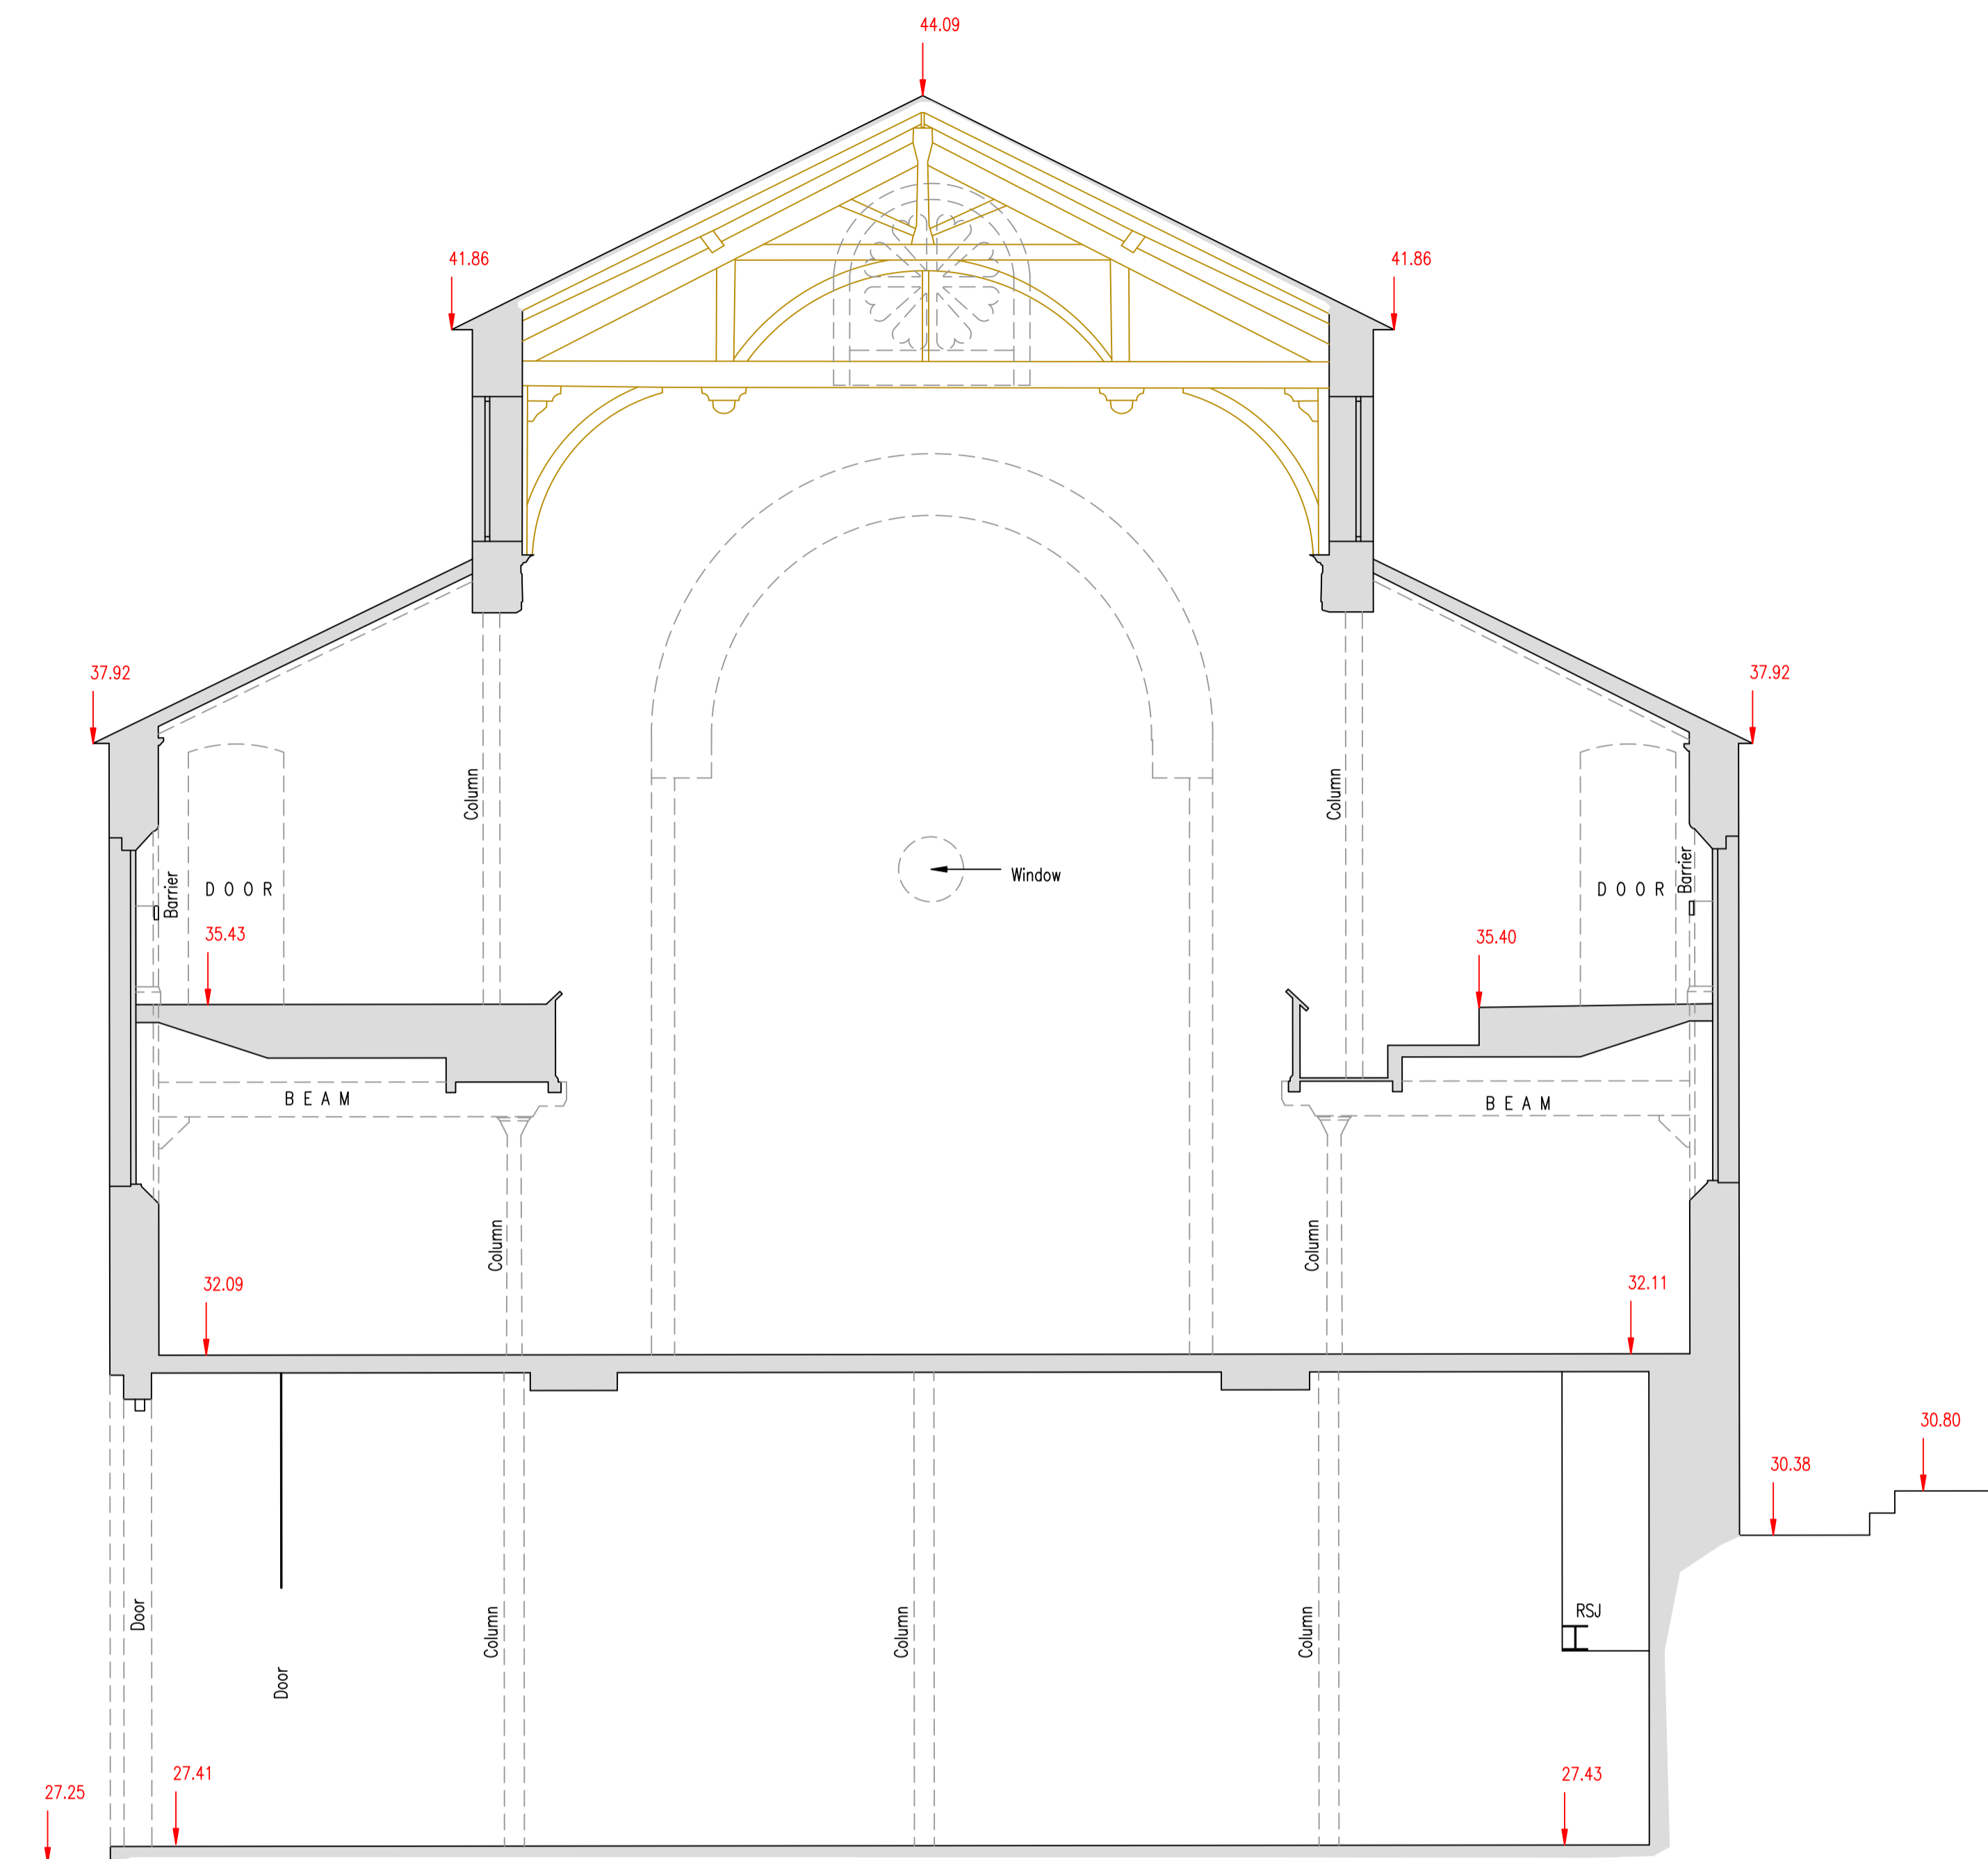 44.09
41.86
41.86
37.92
37.92
Column
Column
Barrier
DOOR
Window
DOOR
Barrier
35.43
35.40
BEAM
BEAM
Column
Column
32.09
32.11
30.80
30.38
Door
Door
Column
Column
Column
RSJ
27.25
27.41
27.43